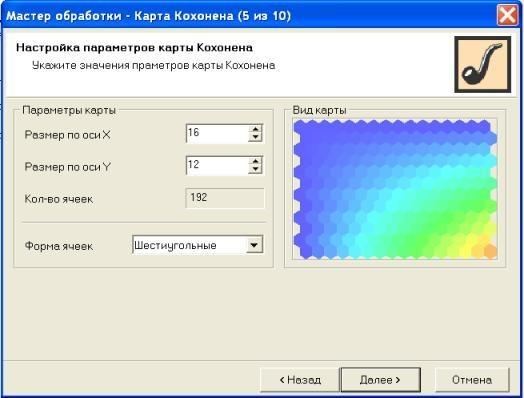 Мастер обработки - Карта Кохонена (5 из 10)
Настройка параметров карты Кохонена
Укажите значения праметров карты Кохонена
Параметры карты
Размер по оси X 16
Размер по оси Y 12
Кол-во ячеек 192
Форма ячеек Шестиугольные
Вид карты
< Назад Далее > Отмена